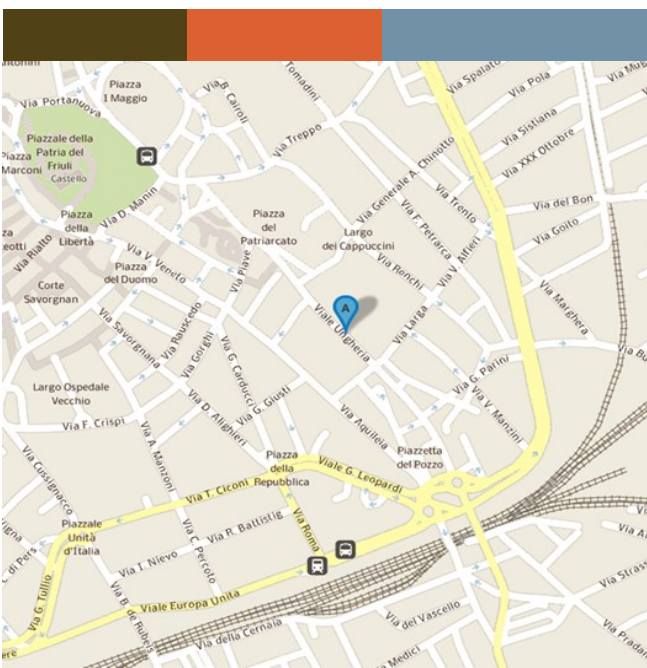 Via Portanuova
Piazza
1 Maggio
Via B. Cairoli
Tomadini
Via Treppo
Via Spalato
Via Pola
Via Sistiana
Via XXX Ottobre
Piazzale della
Patria del
Friuli
Castello
Piazza
Marconi
Via Generale A. Chinotto
Via Trento
Via del Bon
Via Goito
Piazza
della
Libertà
Via D. Manin
Via Rialto
Piazza
del
Patriarcato
Largo
dei Cappuccini
Via F. Petrarca
Via V. Alfieri
Via Ronchi
Via V. Veneto
Via Piave
Piazza
del Duomo
Corte
Savorgnan
Via Marghera
A
Viale Ungheria
Via Larga
Via Savorgnana
Via Rauscedo
Via Gorghi
Via G. Carducci
Via G. Parini
Largo Ospedale
Vecchio
Via D. Alighieri
Via G. Giusti
Via Aquileia
Via V. Manzini
Via F. Crispi
Via A. Manzoni
Via Cussignacco
Piazza
della
Repubblica
Viale G. Leopardi
Piazzetta
del Pozzo
Via T. Ciconi
Piazzale
Unità
d'Italia
Via R. Battistig
Via Roma
Via C. Percoto
Via I. Nievo
Via G. Tullio
Viale Europa Unita
Via B. de Rubeis
Via della Cernaia
Via del Vascello
Medici